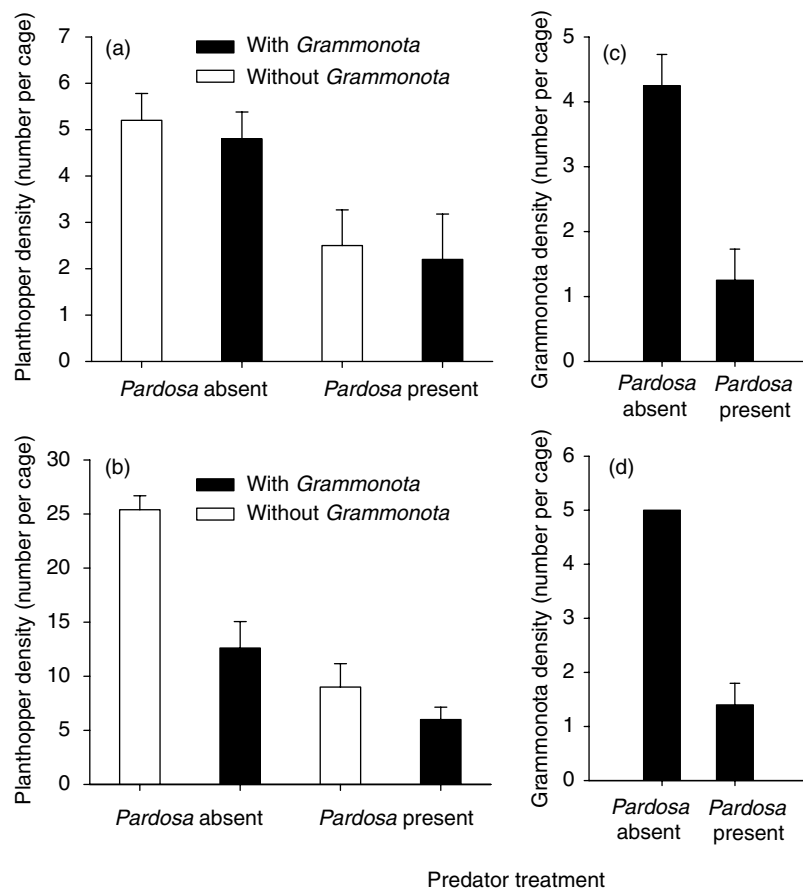 (a)
With Grammonota
Without Grammonota
Planthopper density (number per cage)
7
6
5
4
3
2
1
0
Pardosa absent
Pardosa present
(c)
Grammonota density (number per cage)
5
4
3
2
1
0
Pardosa absent
Pardosa present
(b)
With Grammonota
Without Grammonota
Planthopper density (number per cage)
30
25
20
15
10
5
0
Pardosa absent
Pardosa present
(d)
Grammonota density (number per cage)
6
5
4
3
2
1
0
Pardosa absent
Pardosa present
Predator treatment